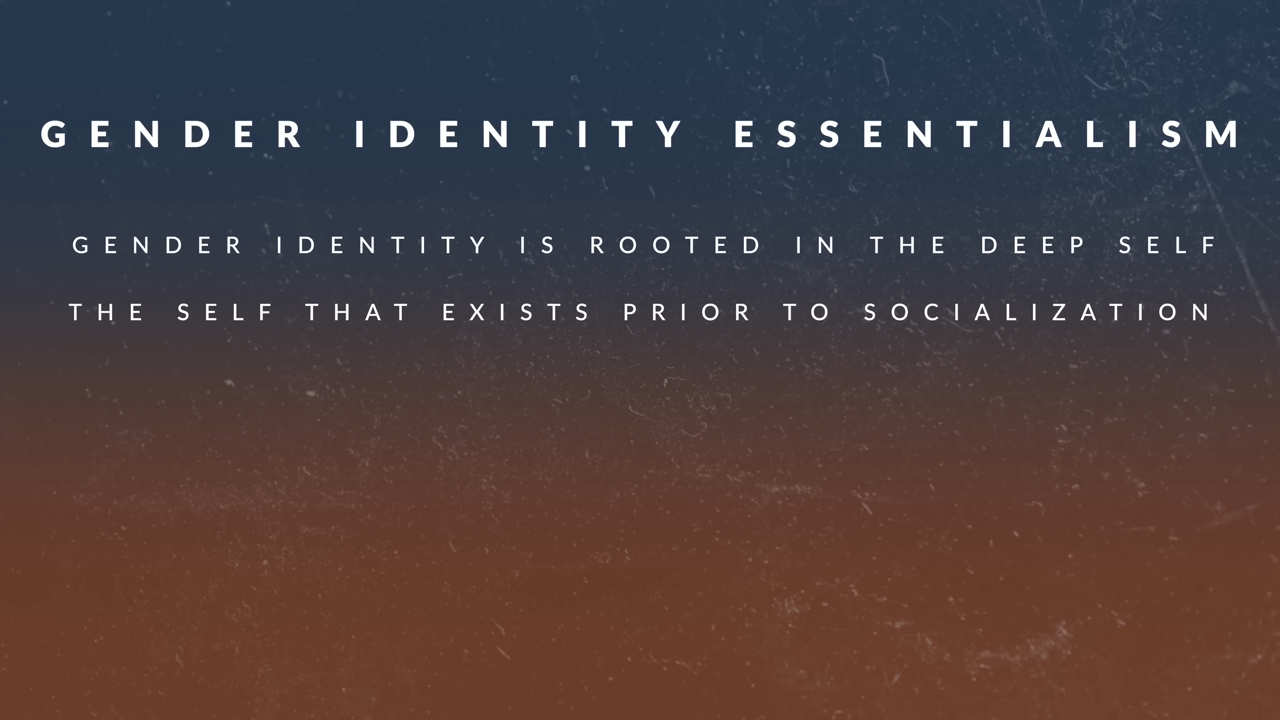 GENDER IDENTITY ESSENTIALISM
GENDER IDENTITY IS ROOTED IN THE DEEP SELF
THE SELF THAT EXISTS PRIOR TO SOCIALIZATION